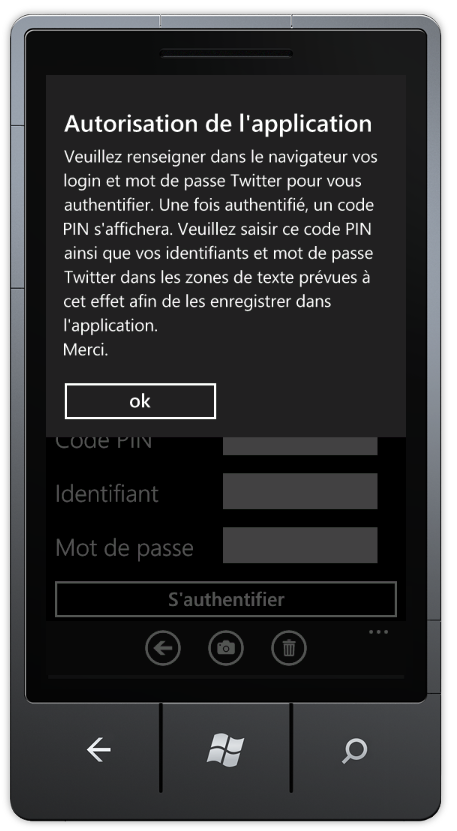 Autorisation de l'application
Veuillez renseigner dans le navigateur vos
login et mot de passe Twitter pour vous
authentifier. Une fois authentifié, un code
PIN s'affichera. Veuillez saisir ce code PIN
ainsi que vos identifiants et mot de passe
Twitter dans les zones de texte prévues à
cet effet afin de les enregistrer dans
l'application.
Merci.
ok
Code PIN
Identifiant
Mot de passe
S'authentifier